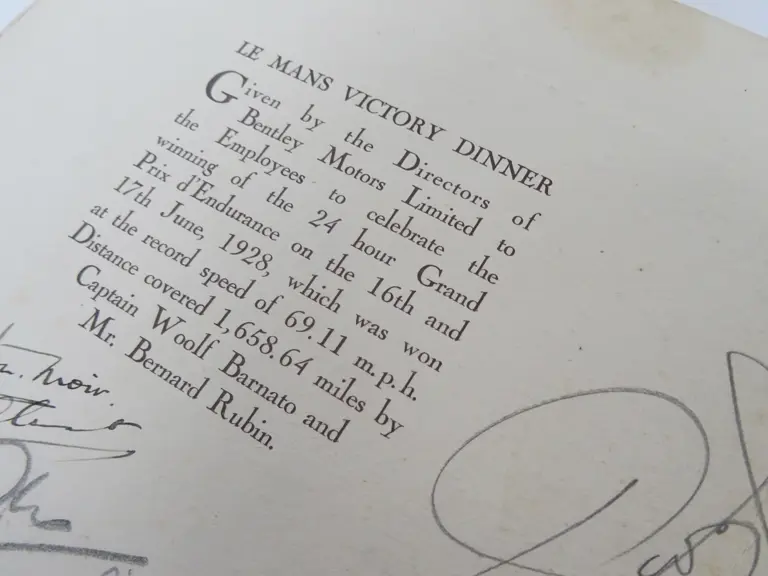 LE MANS VICTORY DINNER
Given by the Directors of
Bentley Motors Limited to
the Employees to celebrate the
winning of the 24 hour Grand
Prix d'Endurance on the 16th and
17th June, 1928, which was won
at the record speed of 69.11 m.p.h.
Distance covered 1,658.64 miles by
Captain Woolf Barnato and
Mr. Bernard Rubin.